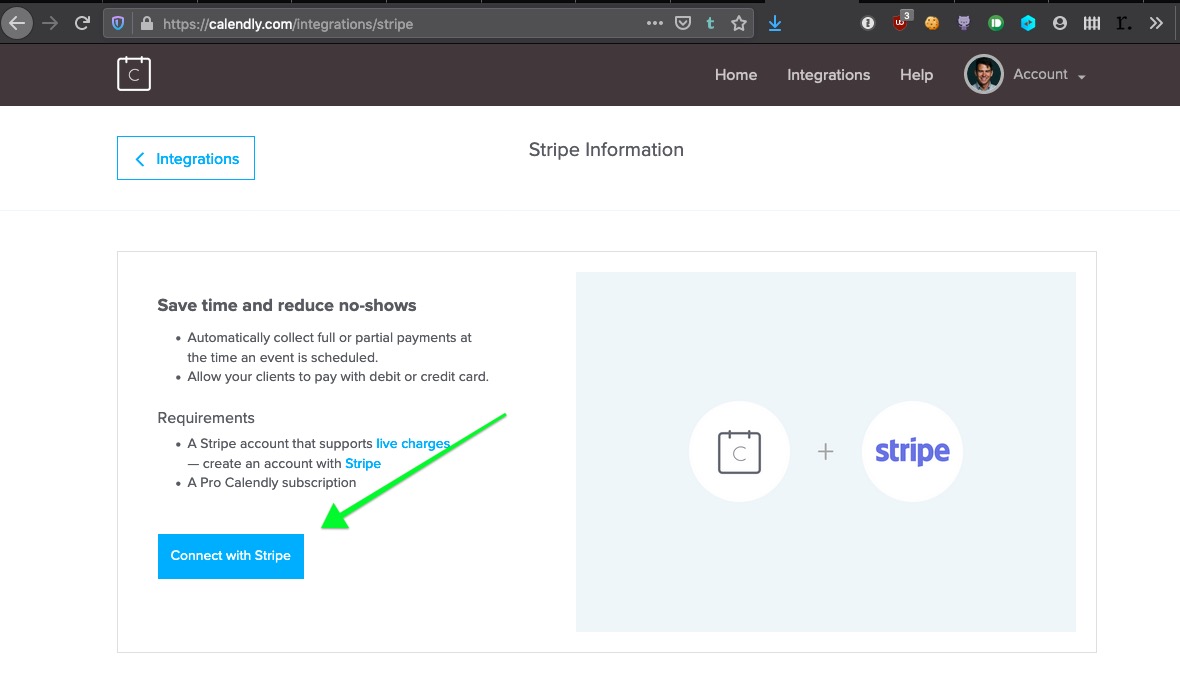 https://calendly.com/integrations/stripe
t
3
r.
C
Home
Integrations
Help
Account
Integrations
Stripe Information
Save time and reduce no-shows
• Automatically collect full or partial payments at
the time an event is scheduled.
• Allow your clients to pay with debit or credit card.
Requirements
• A Stripe account that supports live charges
— create an account with Stripe
• A Pro Calendly subscription
Connect with Stripe
C
+
stripe